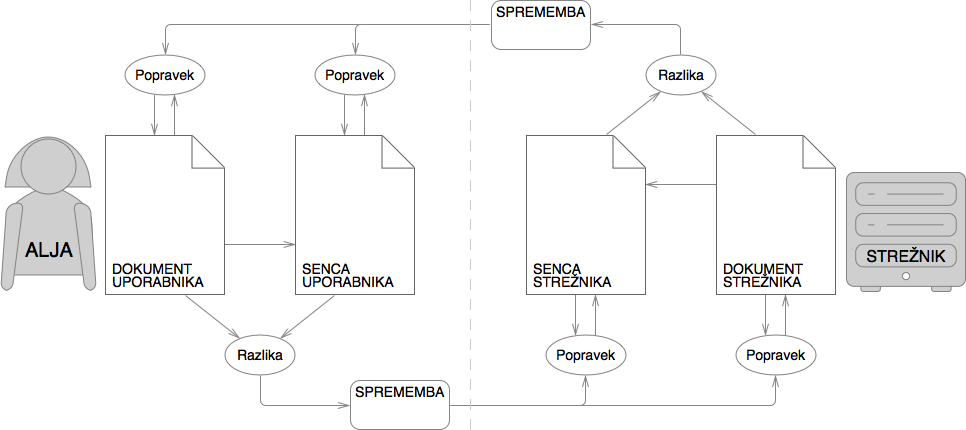 SPREMEMBA
Popravek
Popravek
Razlika
ALJA
DOKUMENT
UPORABNIKA
SENCA
UPORABNIKA
SENCA
STREŽNIKA
DOKUMENT
STREŽNIKA
STREŽNIK
Razlika
Popravek
Popravek
SPREMEMBA